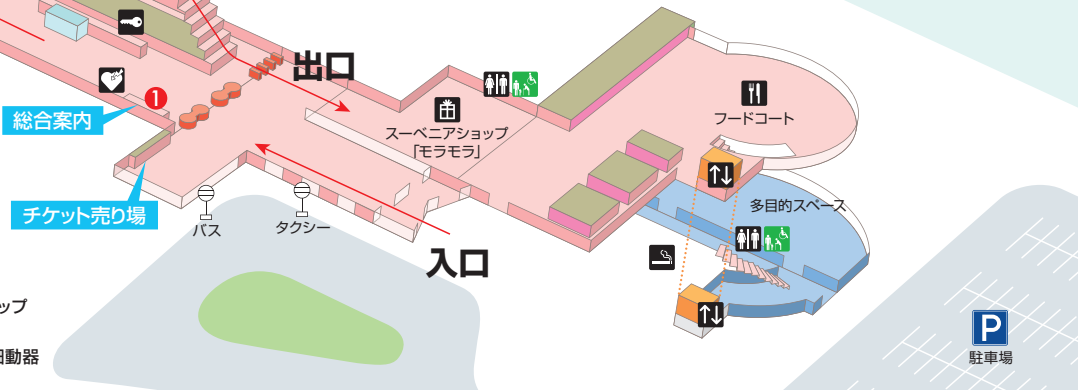 出口
1
総合案内
スーベニアショップ
「モラモラ」
フードコート
チケット売り場
バス
タクシー
多目的スペース
入口
ップ
動器
P
駐車場